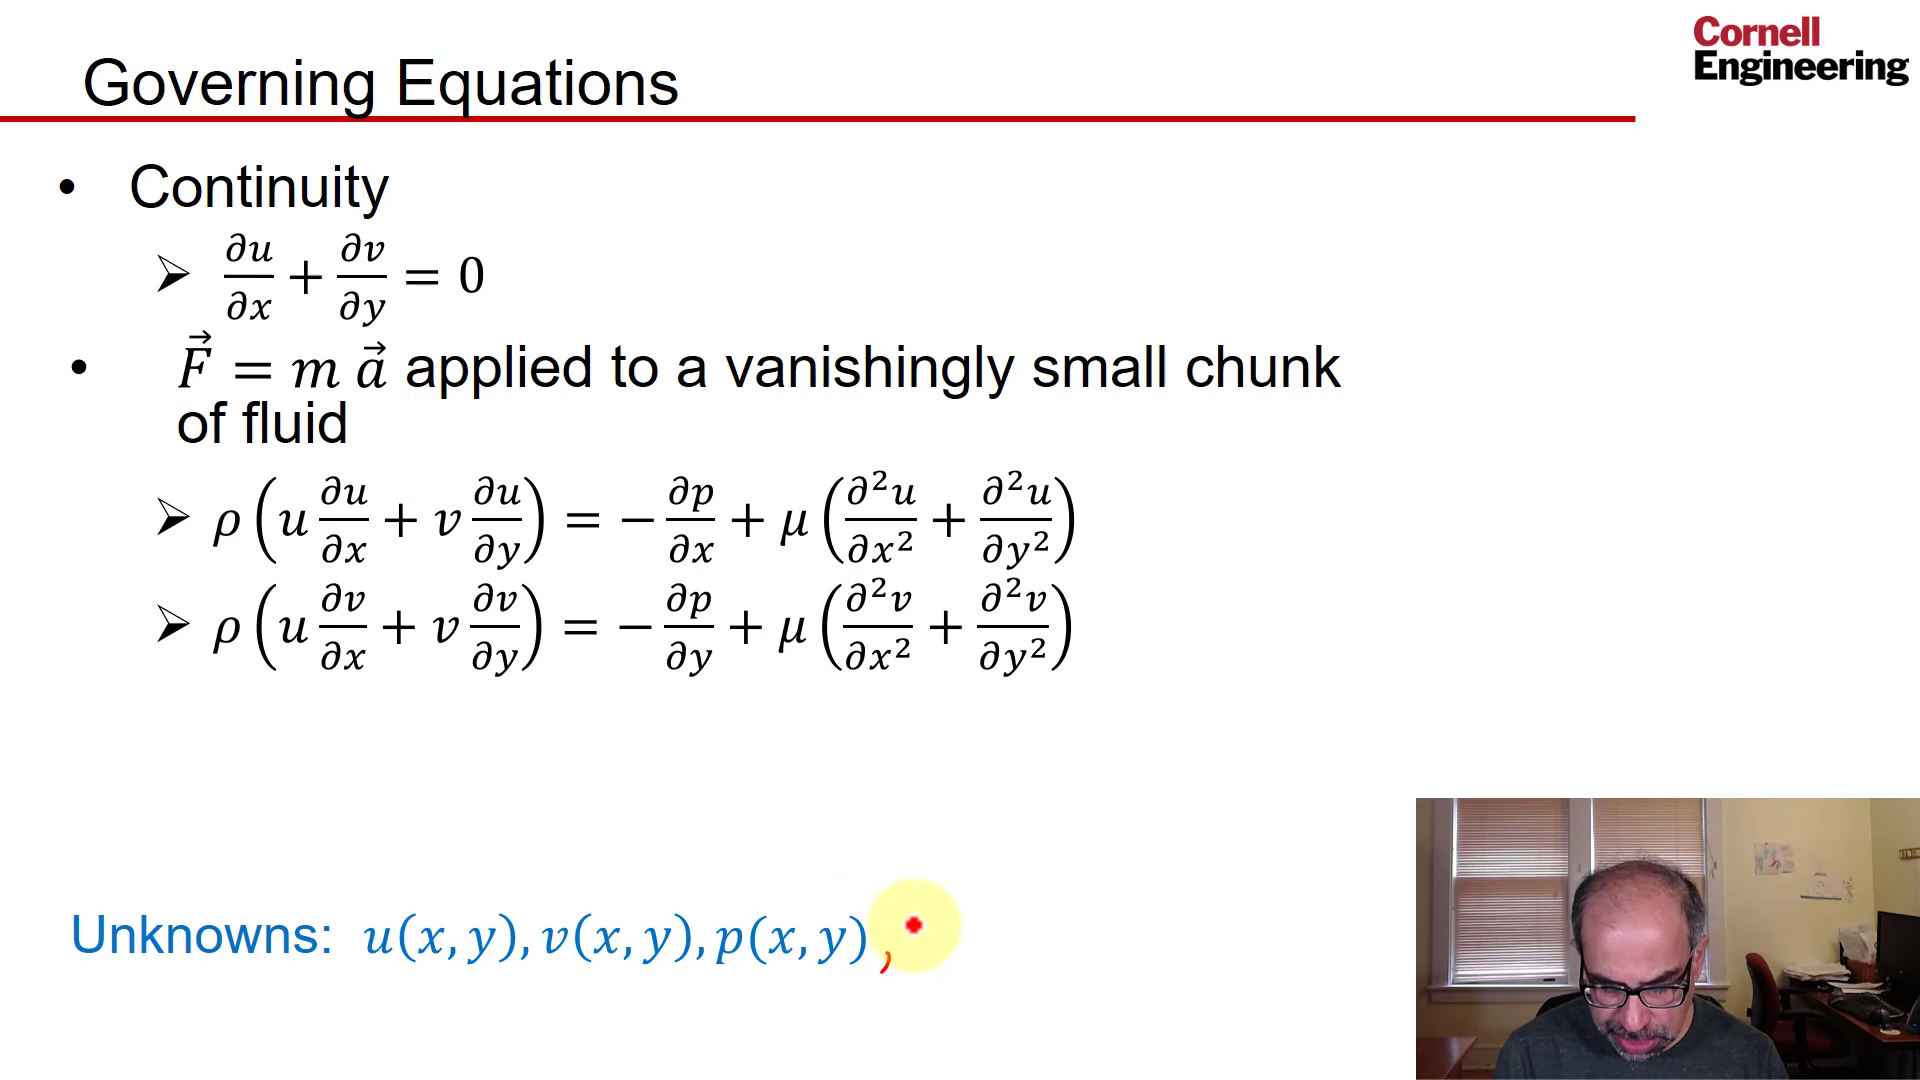 Cornell
Engineering
Governing Equations
• Continuity
➢ ∂u/∂x + ∂v/∂y = 0
• F⃗ = m a⃗ applied to a vanishingly small chunk
of fluid
➢ ρ(u ∂u/∂x + v ∂u/∂y) = −∂p/∂x + μ(∂²u/∂x² + ∂²u/∂y²)
➢ ρ(u ∂v/∂x + v ∂v/∂y) = −∂p/∂y + μ(∂²v/∂x² + ∂²v/∂y²)
Unknowns: u(x, y), v(x, y), p(x, y) ,